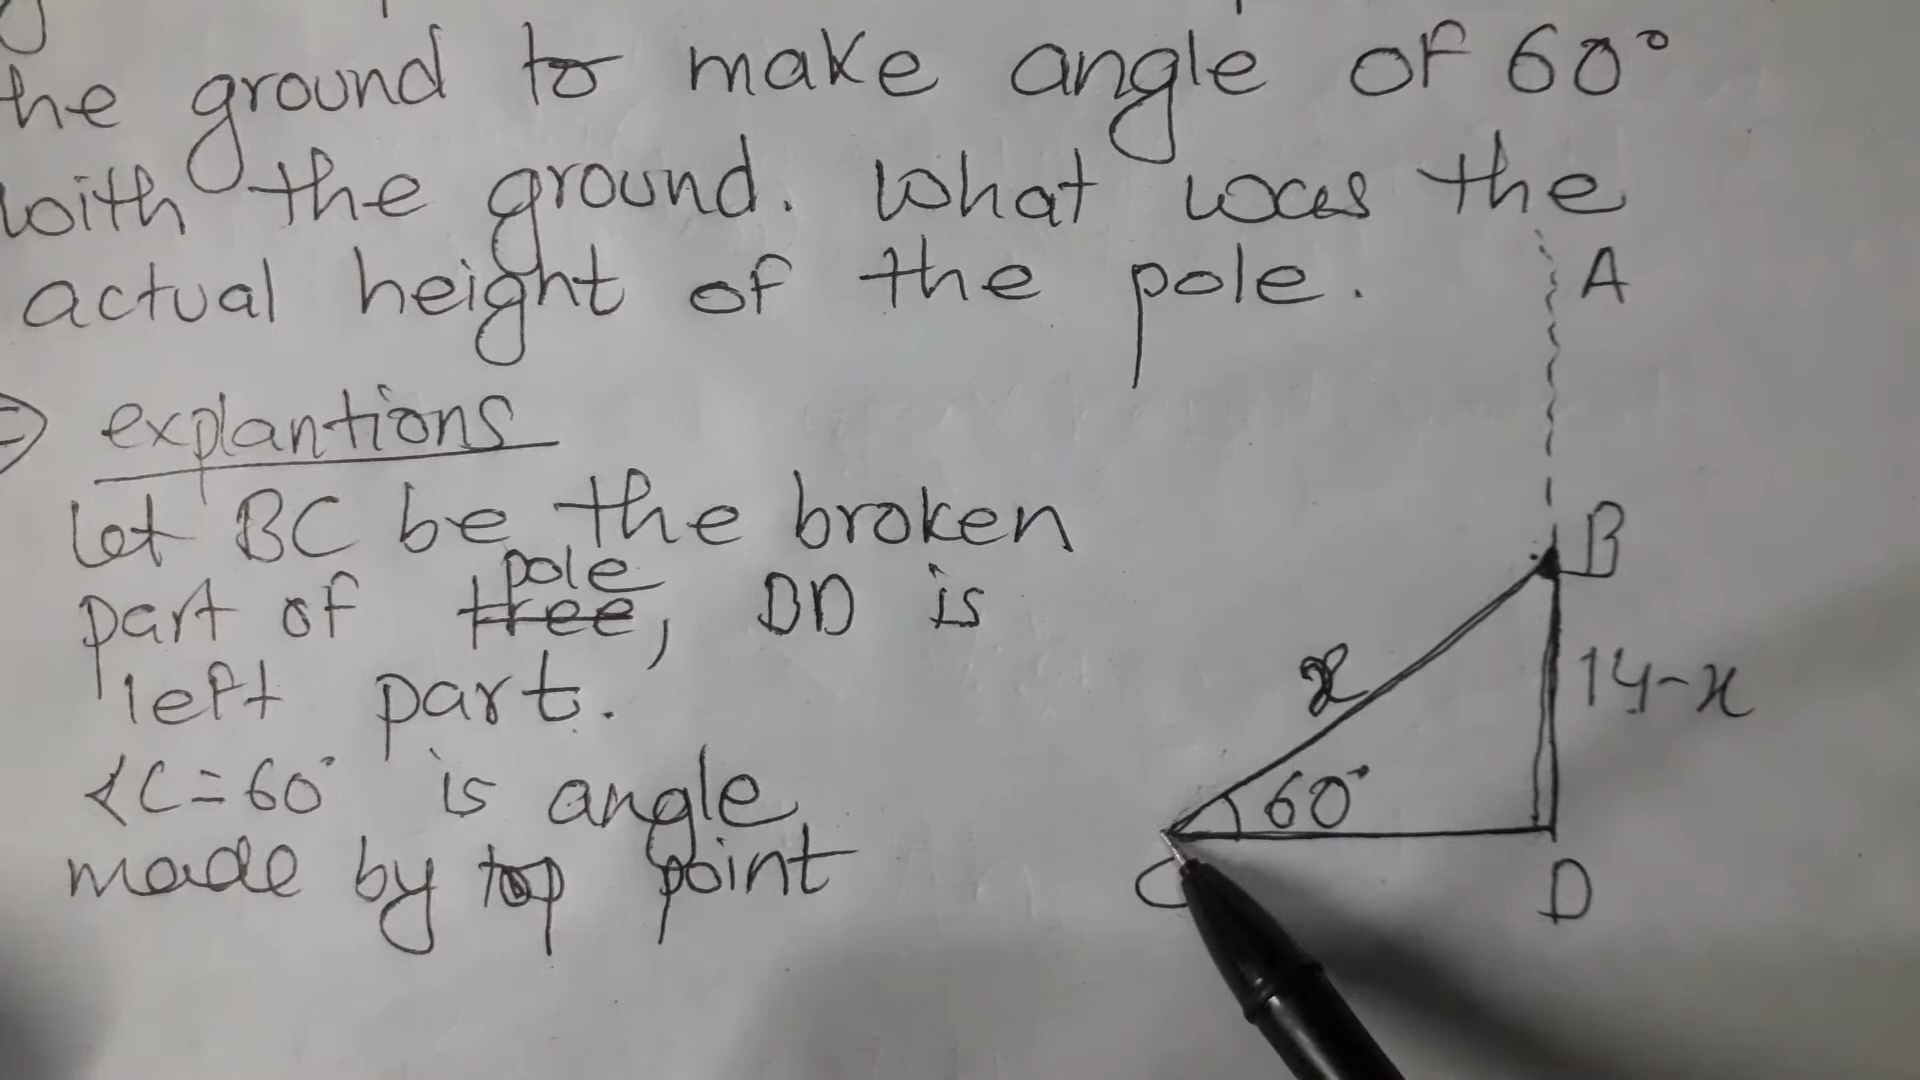 the ground to make angle of 60°
with the ground. What was the
actual height of the pole.
⇒ explantions
Let BC be the broken
part of tree, pole BD is
left part.
∢C=60° is angle
made by top point
A
B
x
14-x
60°
C
D